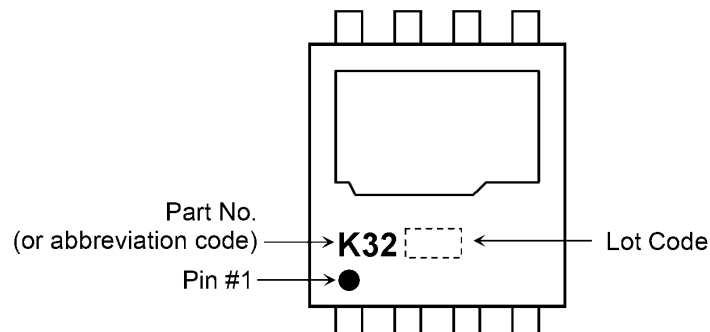 Part No.
(or abbreviation code)
K32
Lot Code
Pin #1